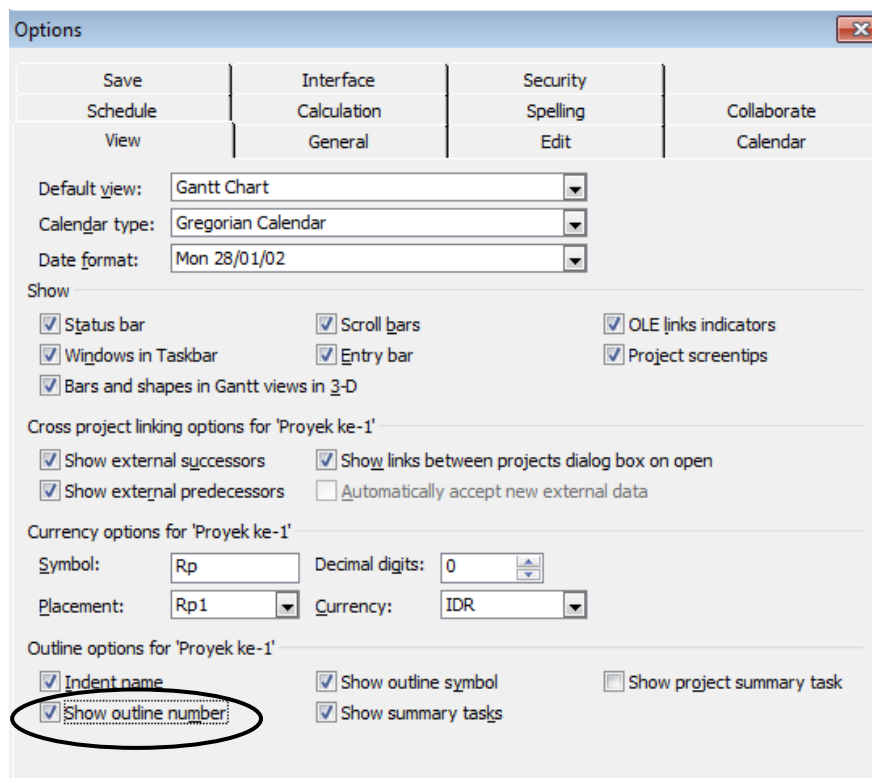 Options
Save Interface Security
Schedule Calculation Spelling Collaborate
View General Edit Calendar
Default view: Gantt Chart
Calendar type: Gregorian Calendar
Date format: Mon 28/01/02
Show
Status bar Scroll bars OLE links indicators
Windows in Taskbar Entry bar Project screentips
Bars and shapes in Gantt views in 3-D
Cross project linking options for 'Proyek ke-1'
Show external successors Show links between projects dialog box on open
Show external predecessors Automatically accept new external data
Currency options for 'Proyek ke-1'
Symbol: Rp Decimal digits: 0
Placement: Rp1 Currency: IDR
Outline options for 'Proyek ke-1'
Indent name Show outline symbol Show project summary task
Show outline number Show summary tasks